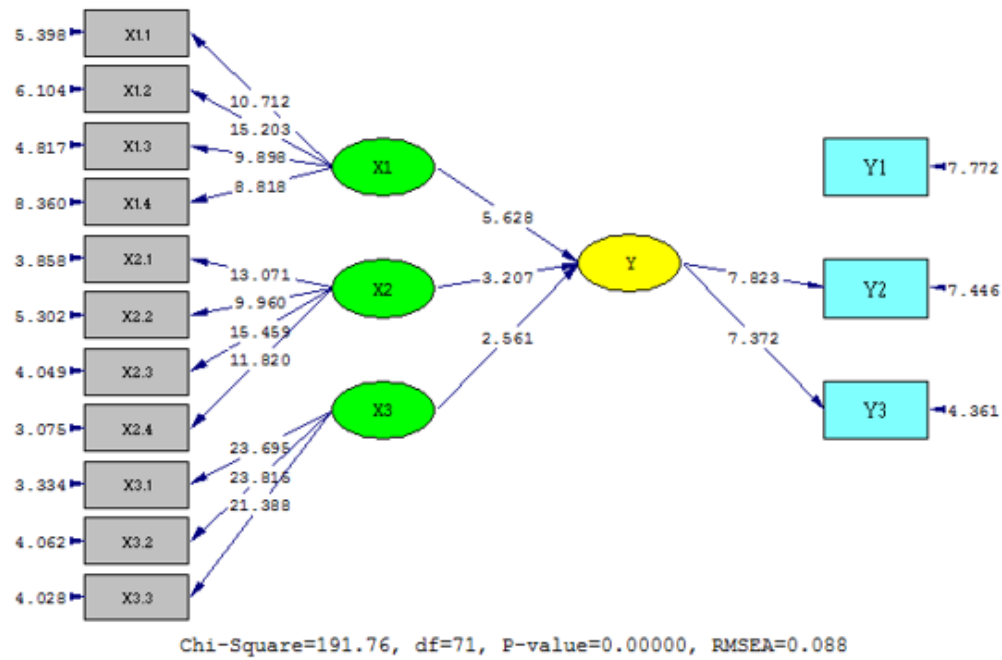 5.398 X1.1
6.104 X1.2
4.817 X1.3
8.360 X1.4
3.858 X2.1
5.302 X2.2
4.049 X2.3
3.075 X2.4
3.334 X3.1
4.062 X3.2
4.028 X3.3
10.712
15.203
9.898
8.818
13.071
9.960
15.459
11.820
23.695
23.815
21.388
X1
X2
X3
5.628
3.207
2.561
Y
7.823
7.372
Y1 7.772
Y2 7.446
Y3 4.361
Chi-Square=191.76, df=71, P-value=0.00000, RMSEA=0.088